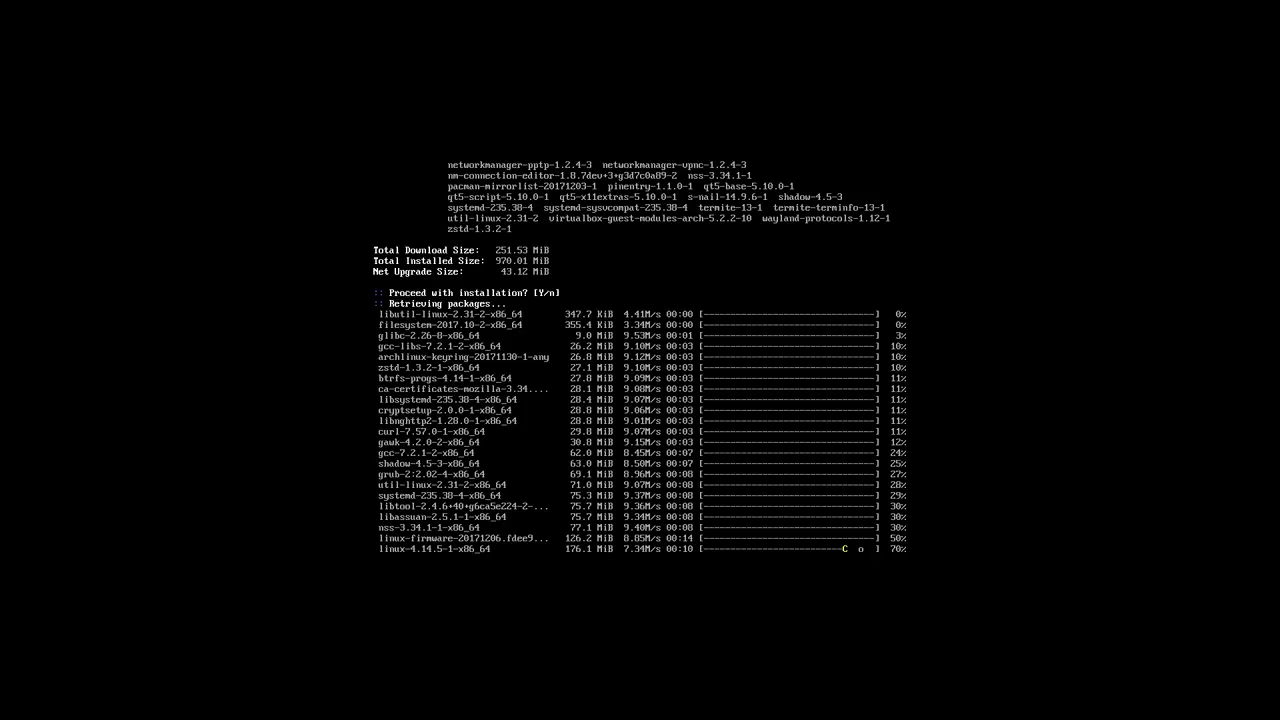 networkmanager-pptp-1.2.4-3  networkmanager-vpnc-1.2.4-3
nm-connection-editor-1.8.7dev+3+g3d7c0a89-2  nss-3.34.1-1
pacman-mirrorlist-20171203-1  pinentry-1.1.0-1  qt5-base-5.10.0-1
qt5-script-5.10.0-1  qt5-x11extras-5.10.0-1  s-nail-14.9.6-1  shadow-4.5-3
systemd-235.38-4  systemd-sysvcompat-235.38-4  termite-13-1  termite-terminfo-13-1
util-linux-2.31-2  virtualbox-guest-modules-arch-5.2.2-10  wayland-protocols-1.12-1
zstd-1.3.2-1
Total Download Size:   251.53 MiB
Total Installed Size:  970.01 MiB
Net Upgrade Size:       43.12 MiB
:: Proceed with installation? [Y/n]
:: Retrieving packages...
libutil-linux-2.31-2-x86_64 347.7 KiB 4.41M/s 00:00 [--------------------------------] 0%
filesystem-2017.10-2-x86_64 355.4 KiB 3.34M/s 00:00 [--------------------------------] 0%
glibc-2.26-8-x86_64 9.0 MiB 9.53M/s 00:01 [--------------------------------] 3%
gcc-libs-7.2.1-2-x86_64 26.2 MiB 9.10M/s 00:03 [--------------------------------] 10%
archlinux-keyring-20171130-1-any 26.8 MiB 9.12M/s 00:03 [--------------------------------] 10%
zstd-1.3.2-1-x86_64 27.1 MiB 9.10M/s 00:03 [--------------------------------] 10%
btrfs-progs-4.14-1-x86_64 27.8 MiB 9.09M/s 00:03 [--------------------------------] 11%
ca-certificates-mozilla-3.34.... 28.1 MiB 9.08M/s 00:03 [--------------------------------] 11%
libsystemd-235.38-4-x86_64 28.4 MiB 9.07M/s 00:03 [--------------------------------] 11%
cryptsetup-2.0.0-1-x86_64 28.8 MiB 9.06M/s 00:03 [--------------------------------] 11%
libnghttp2-1.28.0-1-x86_64 28.8 MiB 9.01M/s 00:03 [--------------------------------] 11%
curl-7.57.0-1-x86_64 29.8 MiB 9.07M/s 00:03 [--------------------------------] 11%
gawk-4.2.0-2-x86_64 30.8 MiB 9.15M/s 00:03 [--------------------------------] 12%
gcc-7.2.1-2-x86_64 62.0 MiB 8.45M/s 00:07 [--------------------------------] 24%
shadow-4.5-3-x86_64 63.0 MiB 8.50M/s 00:07 [--------------------------------] 25%
grub-2:2.02-4-x86_64 69.1 MiB 8.96M/s 00:08 [--------------------------------] 27%
util-linux-2.31-2-x86_64 71.0 MiB 9.07M/s 00:08 [--------------------------------] 28%
systemd-235.38-4-x86_64 75.3 MiB 9.37M/s 00:08 [--------------------------------] 29%
libtool-2.4.6+40+g6ca5e224-2-... 75.7 MiB 9.36M/s 00:08 [--------------------------------] 30%
libassuan-2.5.1-1-x86_64 75.7 MiB 9.34M/s 00:08 [--------------------------------] 30%
nss-3.34.1-1-x86_64 77.1 MiB 9.40M/s 00:08 [--------------------------------] 30%
linux-firmware-20171206.fdee9... 126.2 MiB 8.85M/s 00:14 [--------------------------------] 50%
linux-4.14.5-1-x86_64 176.1 MiB 7.34M/s 00:10 [--------------------------C  o  ] 70%